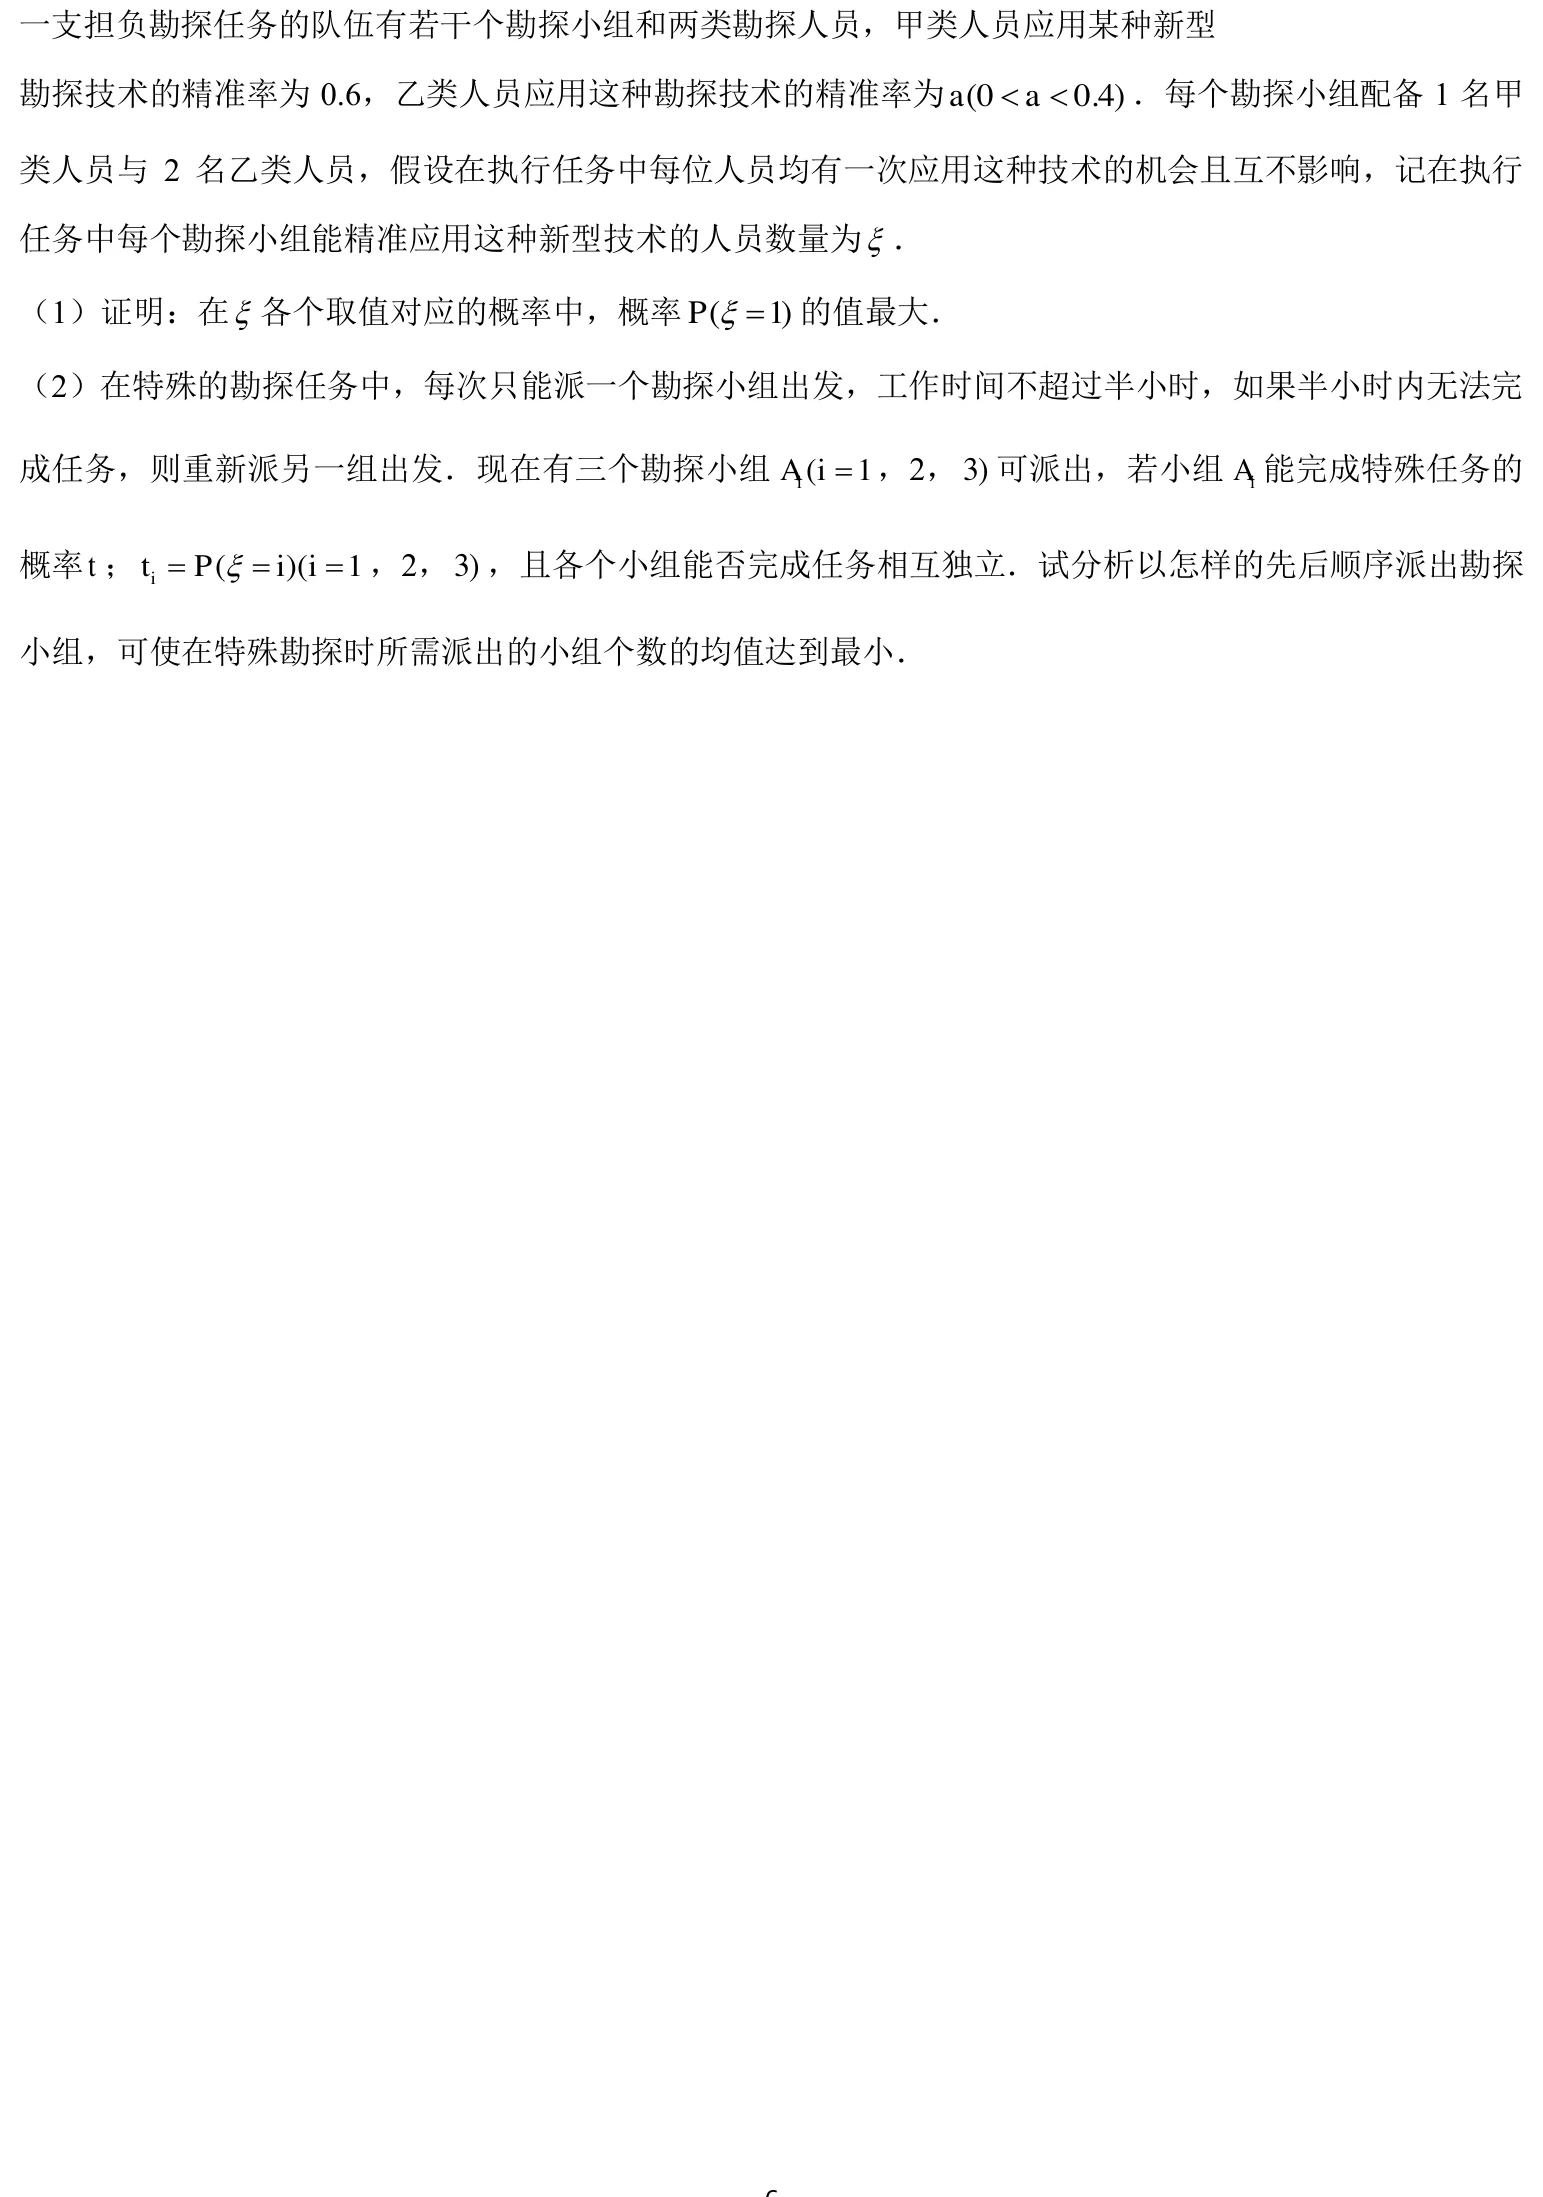 一支担负勘探任务的队伍有若干个勘探小组和两类勘探人员，甲类人员应用某种新型
勘探技术的精准率为 0.6，乙类人员应用这种勘探技术的精准率为 a(0 < a < 0.4)．每个勘探小组配备 1 名甲
类人员与 2 名乙类人员，假设在执行任务中每位人员均有一次应用这种技术的机会且互不影响，记在执行
任务中每个勘探小组能精准应用这种新型技术的人员数量为 ξ．
（1）证明：在 ξ 各个取值对应的概率中，概率 P(ξ = 1) 的值最大．
（2）在特殊的勘探任务中，每次只能派一个勘探小组出发，工作时间不超过半小时，如果半小时内无法完
成任务，则重新派另一组出发．现在有三个勘探小组 Aᵢ(i = 1，2， 3) 可派出，若小组 Aᵢ 能完成特殊任务的
概率 t；tᵢ = P(ξ = i)(i = 1，2， 3)，且各个小组能否完成任务相互独立．试分析以怎样的先后顺序派出勘探
小组，可使在特殊勘探时所需派出的小组个数的均值达到最小．